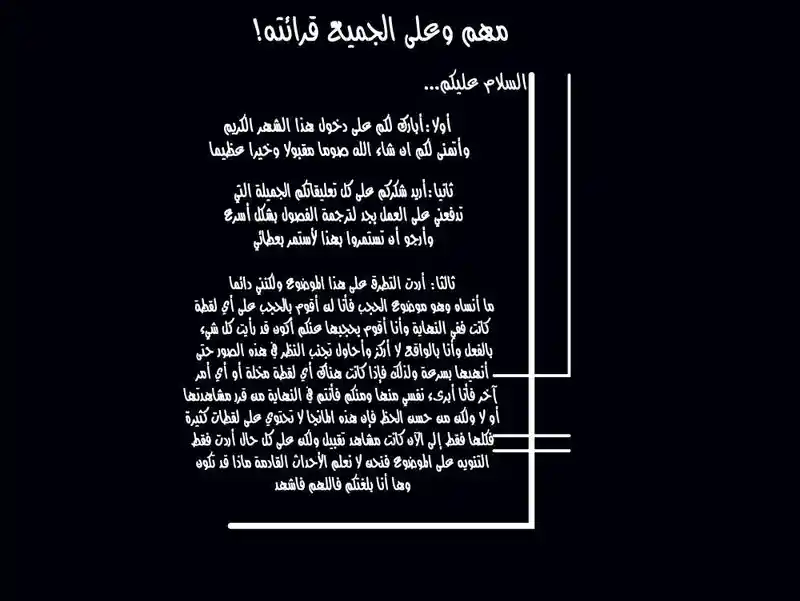 مهم وعلى الجميع قرائته!
السلام عليكم...
أولا :أبارك لكم على دخول هذا الشهر الكريم
وأتمنى لكم ان شاء الله صوما مقبولا وخيرا عظيما
ثانيا :أريد شكركم على كل تعليقاتكم الجميلة التي
تدفعني على العمل بجد لترجمة الفصول بشكل أسرع
وأرجو أن تستمروا بهذا لأستمر بعطائي
ثالثا: أردت التطرق على هذا الموضوع ولكنني دائما
ما أنساه وهو موضوع الحجب فأنا لن أقوم بالحجب على أي لقطة
كانت ففي النهاية وأنا أقوم بحجبها عنكم أكون قد رأيت كل شيء
بالفعل وأنا بالواقع لا أركز وأحاول تجنب النظر في هذه الصور حتى
أنهيها بسرعة ولذلك فإذا كانت هناك أي لقطة مخلة أو أي أمر
آخر فأنا أبرىء نفسي منها ومنكم فأنتم في النهاية من قرر مشاهدتها
أو لا ولكن من حسن الحظ فإن هذه المانجا لا تحتوي على لقطات كثيرة
فكلها فقط إلى الآن كانت مشاهد تقبيل ولكن على كل حال أردت فقط
التنويه على الموضوع فنحن لا نعلم الأحداث القادمة ماذا قد تكون
وها أنا بلغتكم فاللهم فاشهد